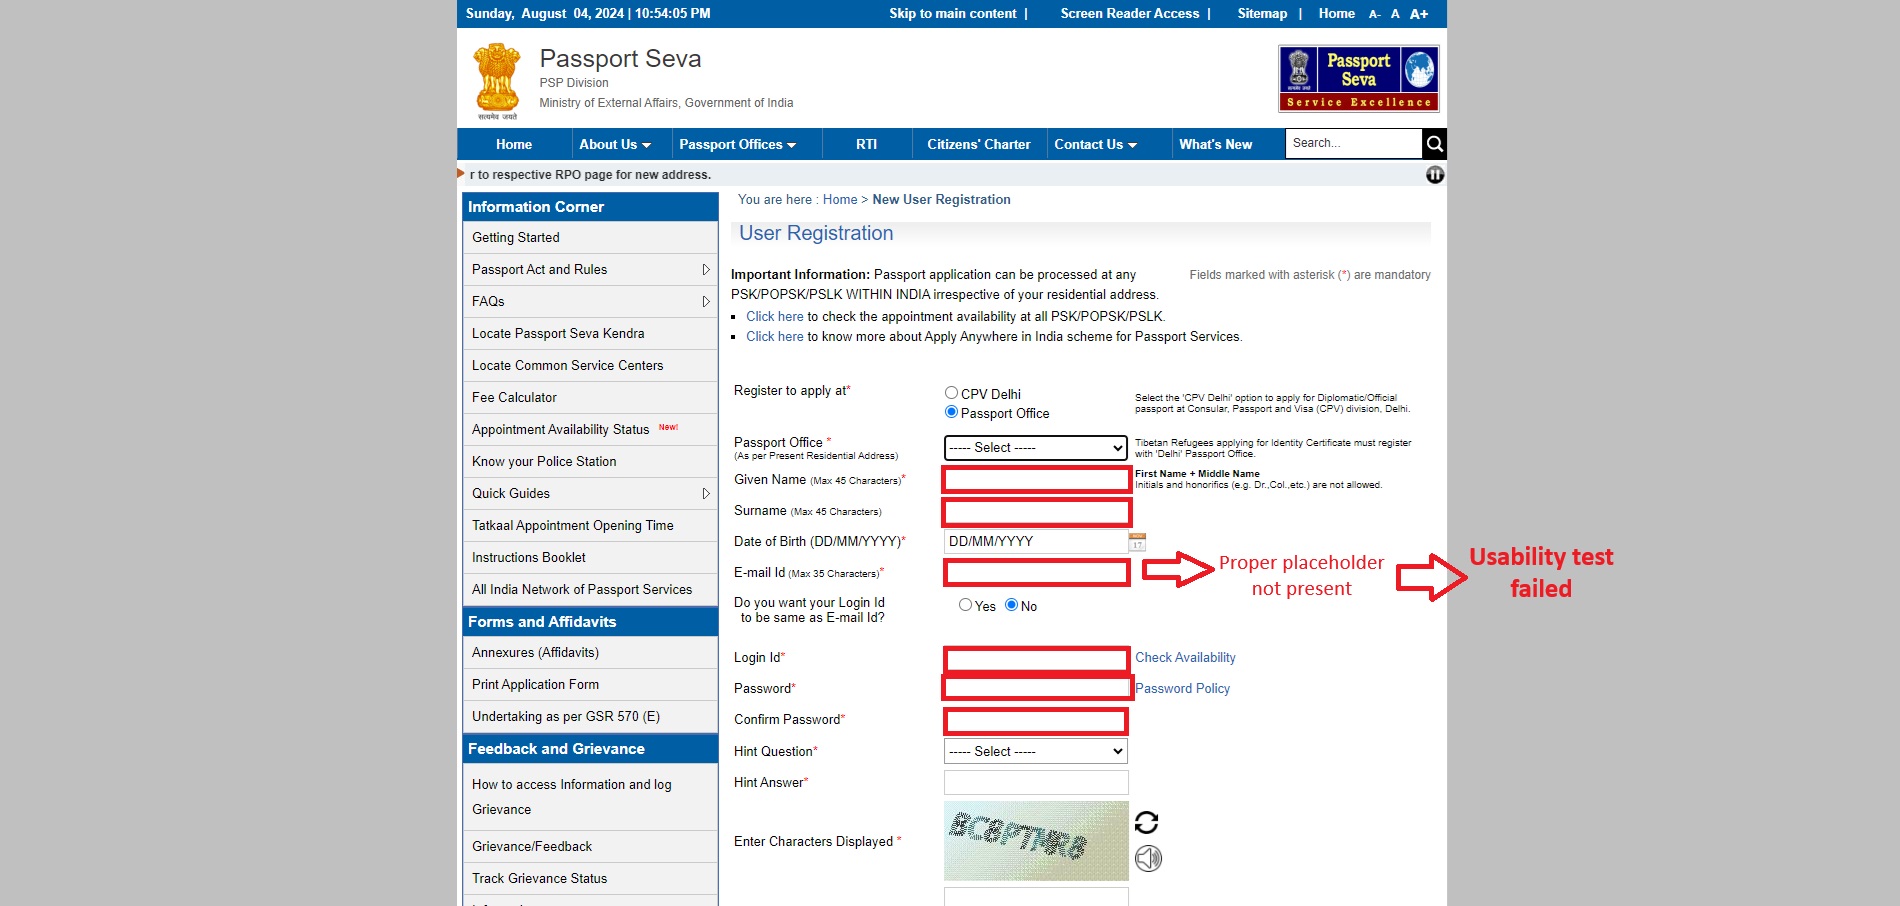 Sunday, August 04, 2024 | 10:54:05 PM
Skip to main content |
Screen Reader Access |
Sitemap |
Home
A- A A+
Passport Seva
PSP Division
Ministry of External Affairs, Government of India
सत्यमेव जयते
Passport
Seva
Service Excellence
Home
About Us
Passport Offices
RTI
Citizens' Charter
Contact Us
What's New
Search...
r to respective RPO page for new address.
Information Corner
Getting Started
Passport Act and Rules
FAQs
Locate Passport Seva Kendra
Locate Common Service Centers
Fee Calculator
Appointment Availability Status New!
Know your Police Station
Quick Guides
Tatkaal Appointment Opening Time
Instructions Booklet
All India Network of Passport Services
Forms and Affidavits
Annexures (Affidavits)
Print Application Form
Undertaking as per GSR 570 (E)
Feedback and Grievance
How to access Information and log
Grievance
Grievance/Feedback
Track Grievance Status
You are here : Home > New User Registration
User Registration
Important Information: Passport application can be processed at any
PSK/POPSK/PSLK WITHIN INDIA irrespective of your residential address.
Fields marked with asterisk (*) are mandatory
Click here to check the appointment availability at all PSK/POPSK/PSLK.
Click here to know more about Apply Anywhere in India scheme for Passport Services.
Register to apply at*
CPV Delhi
Passport Office
Select the 'CPV Delhi' option to apply for Diplomatic/Official
passport at Consular, Passport and Visa (CPV) division, Delhi.
Passport Office *
(As per Present Residential Address)
----- Select -----
Tibetan Refugees applying for Identity Certificate must register
with 'Delhi' Passport Office.
Given Name (Max 45 Characters)*
First Name + Middle Name
Initials and honorifics (e.g. Dr.,Col.,etc.) are not allowed.
Surname (Max 45 Characters)
Date of Birth (DD/MM/YYYY)*
DD/MM/YYYY
17
E-mail Id (Max 35 Characters)*
Proper placeholder
not present
Usability test
failed
Do you want your Login Id
to be same as E-mail Id?
Yes
No
Login Id*
Check Availability
Password*
Password Policy
Confirm Password*
Hint Question*
----- Select -----
Hint Answer*
Enter Characters Displayed *